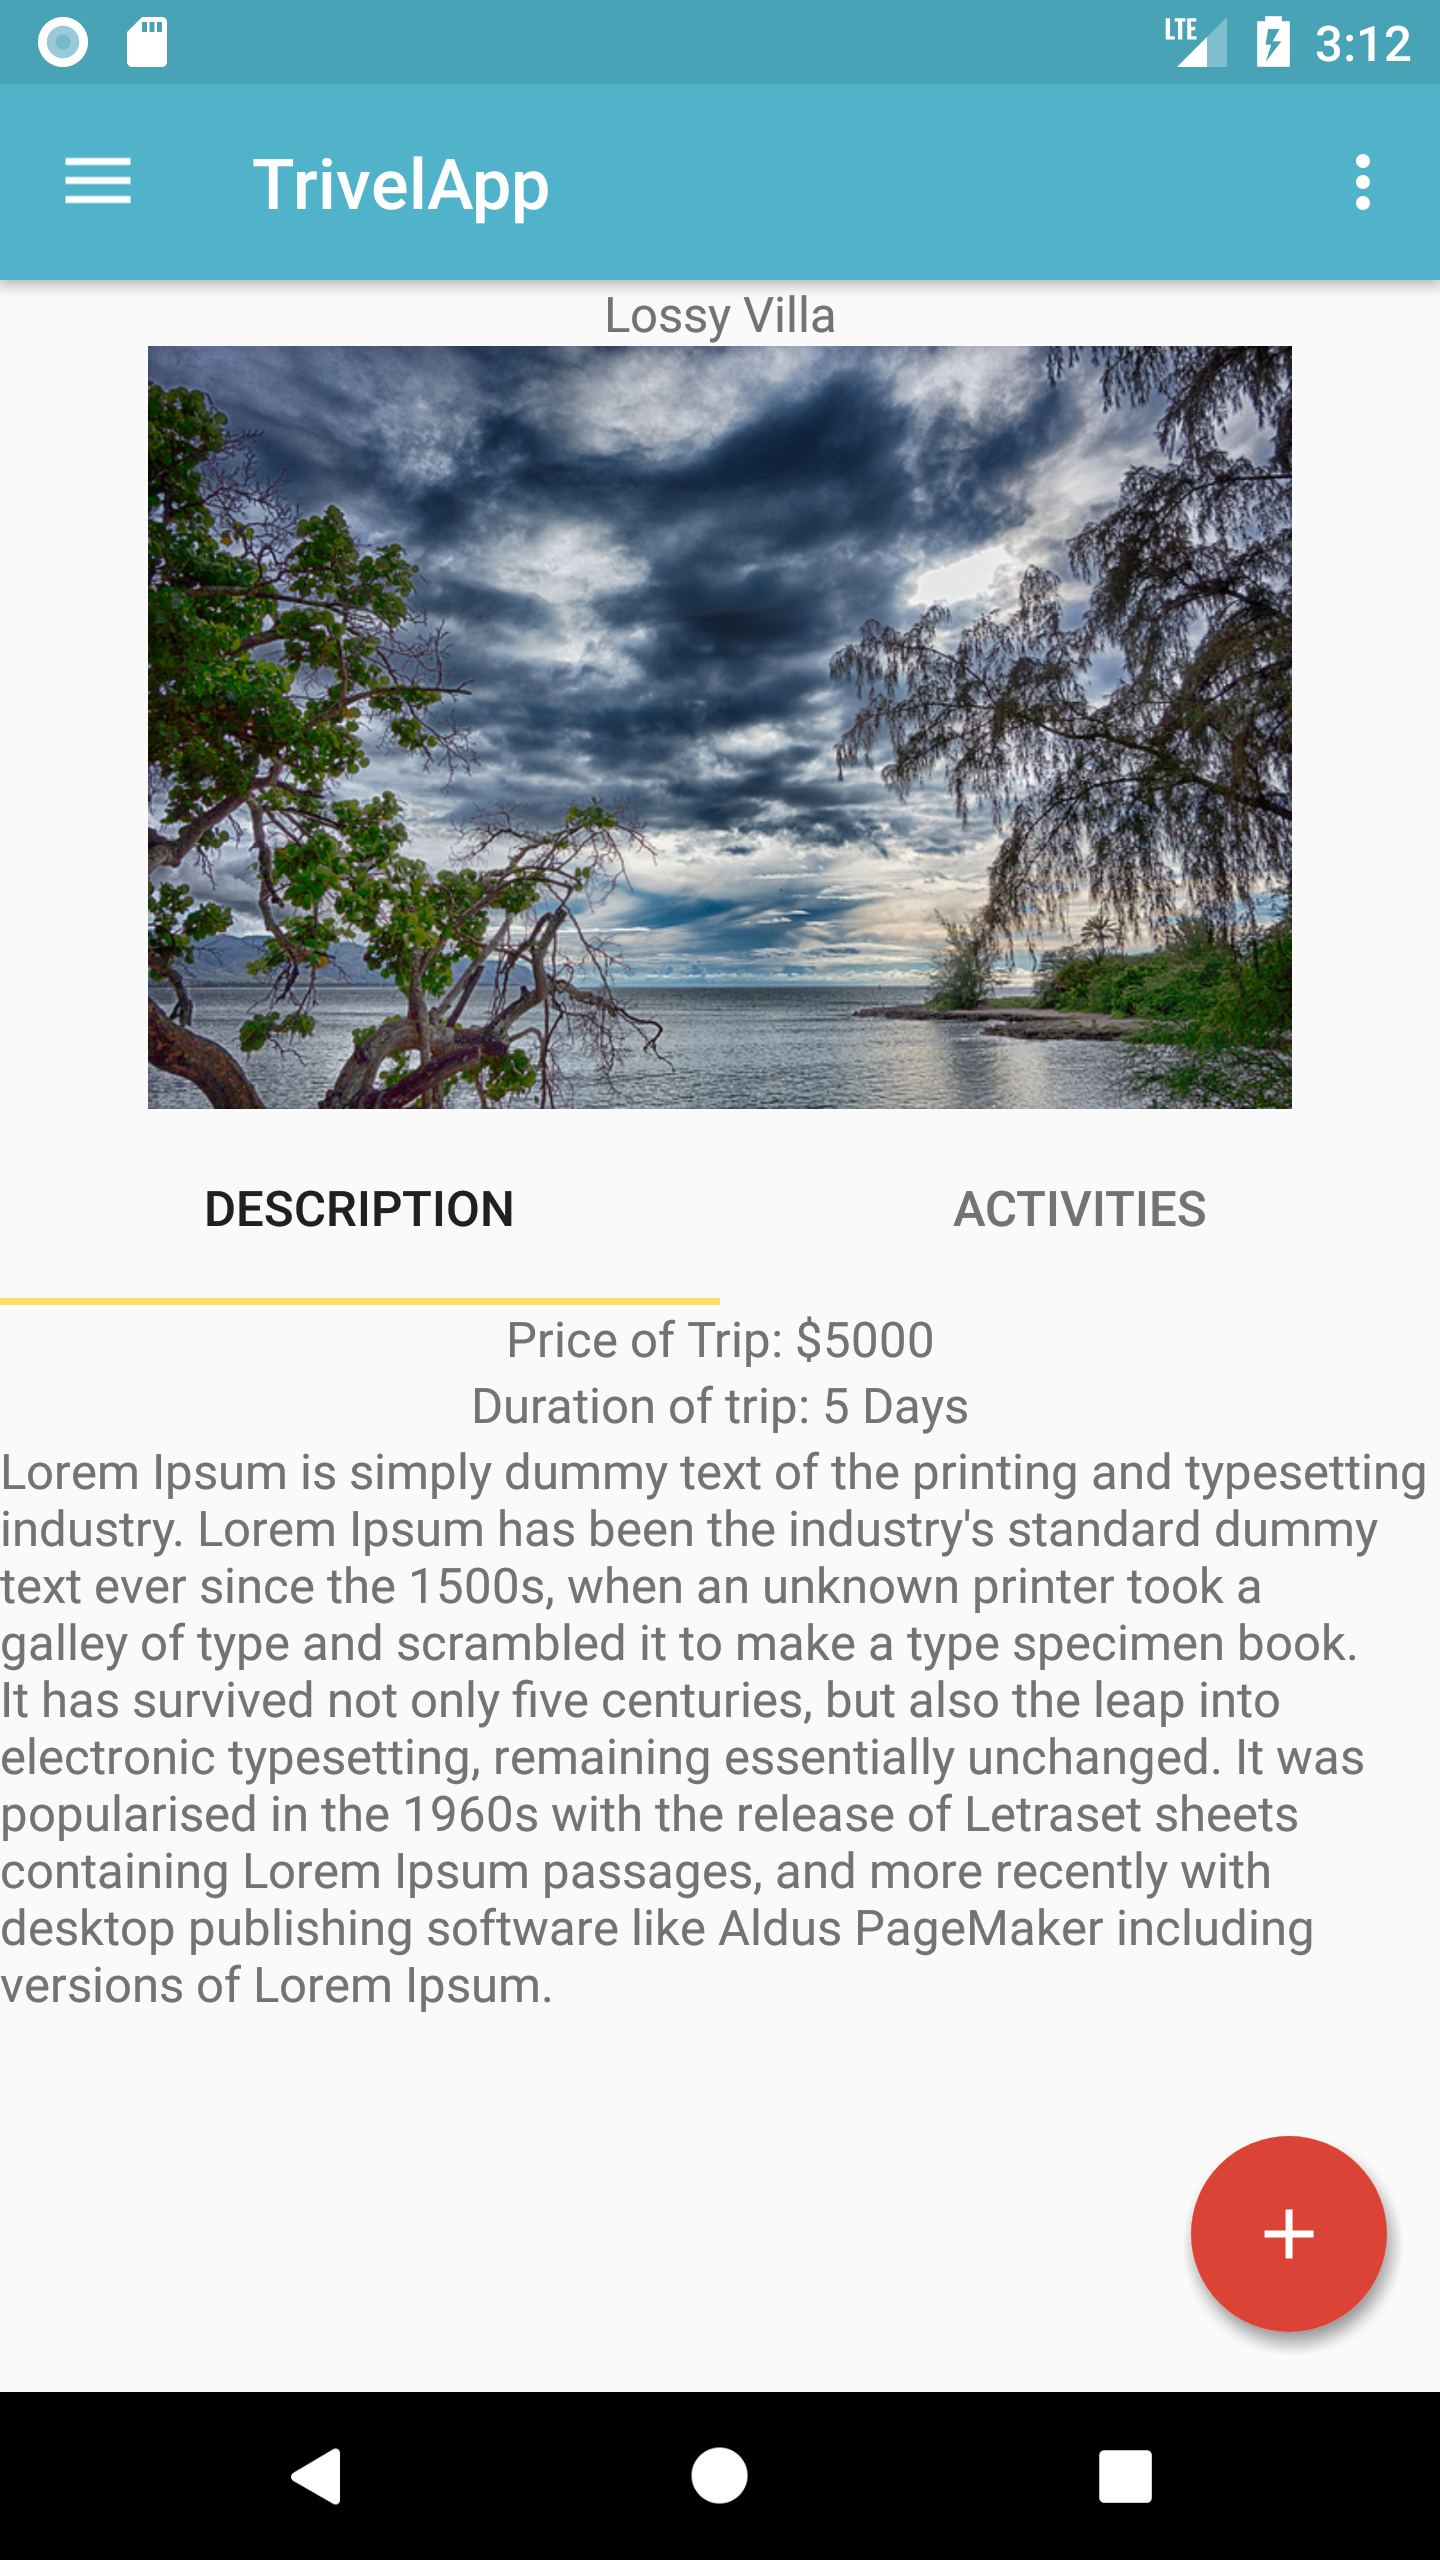 LTE 3:12
TrivelApp
Lossy Villa
DESCRIPTION
ACTIVITIES
Price of Trip: $5000
Duration of trip: 5 Days
Lorem Ipsum is simply dummy text of the printing and typesetting
industry. Lorem Ipsum has been the industry's standard dummy
text ever since the 1500s, when an unknown printer took a
galley of type and scrambled it to make a type specimen book.
It has survived not only five centuries, but also the leap into
electronic typesetting, remaining essentially unchanged. It was
popularised in the 1960s with the release of Letraset sheets
containing Lorem Ipsum passages, and more recently with
desktop publishing software like Aldus PageMaker including
versions of Lorem Ipsum.